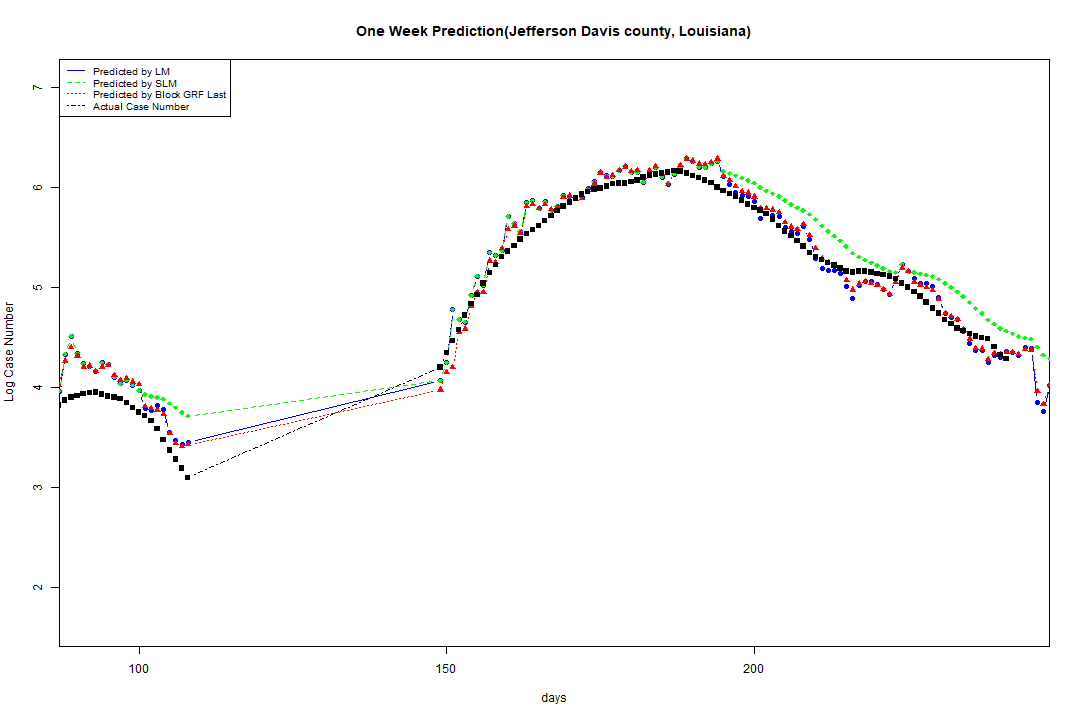 One Week Prediction(Jefferson Davis county, Louisiana)
Predicted by LM
Predicted by SLM
Predicted by Block GRF Last
Actual Case Number
7
6
5
4
3
2
Log Case Number
100 150 200
days